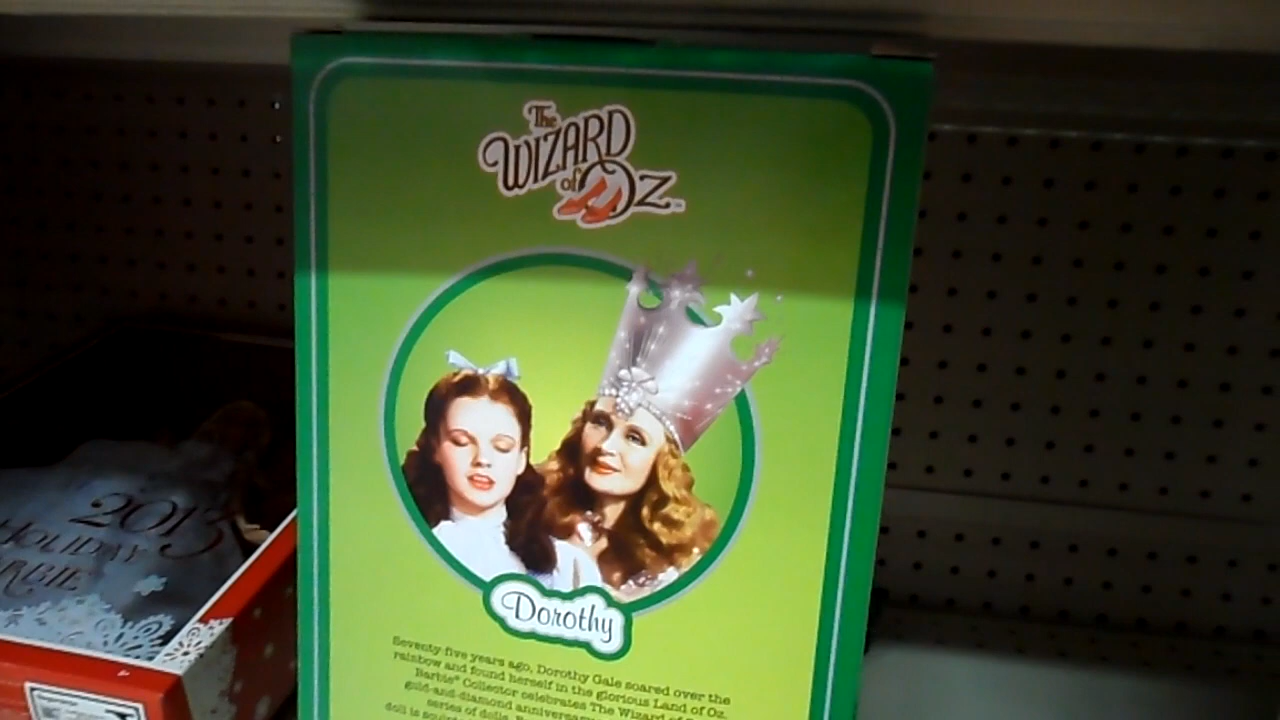 The
WIZARD
of OZ
Dorothy
Seventy-five years ago, Dorothy Gale soared over the
rainbow and found herself in the glorious Land of Oz.
Barbie® Collector celebrates The Wizard of
gold-and-diamond anniversary
series of dolls.
doll is
2013
HOLIDAY